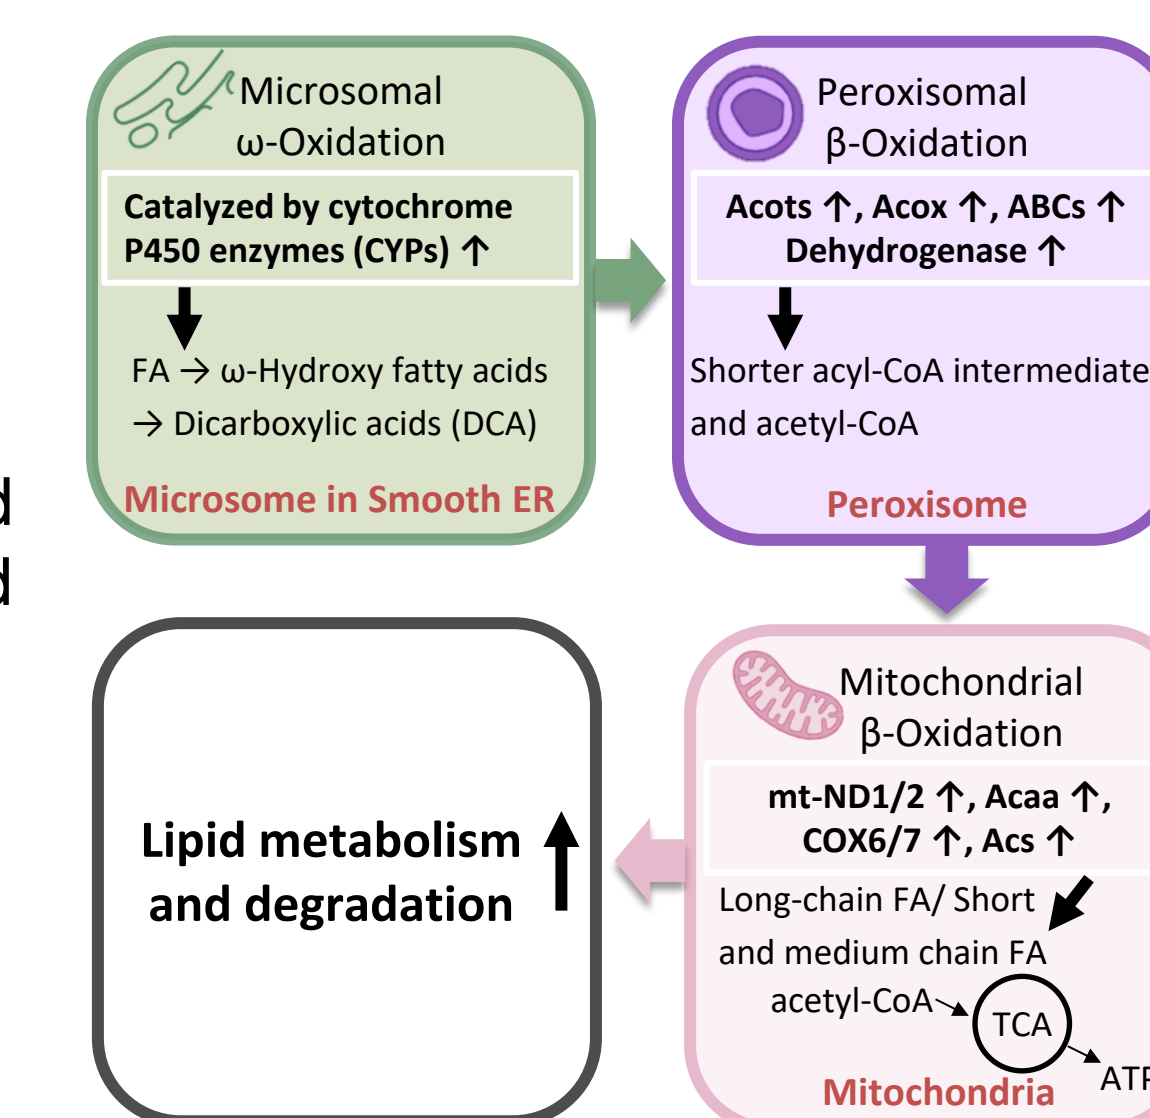 Microsomal
ω-Oxidation
Catalyzed by cytochrome
P450 enzymes (CYPs) ↑
FA → ω-Hydroxy fatty acids
→ Dicarboxylic acids (DCA)
Microsome in Smooth ER
Peroxisomal
β-Oxidation
Acots ↑, Acox ↑, ABCs ↑
Dehydrogenase ↑
Shorter acyl-CoA intermediate
and acetyl-CoA
Peroxisome
Mitochondrial
β-Oxidation
mt-ND1/2 ↑, Acaa ↑,
COX6/7 ↑, Acs ↑
Long-chain FA/ Short
and medium chain FA
acetyl-CoA
TCA
ATP
Mitochondria
Lipid metabolism
and degradation